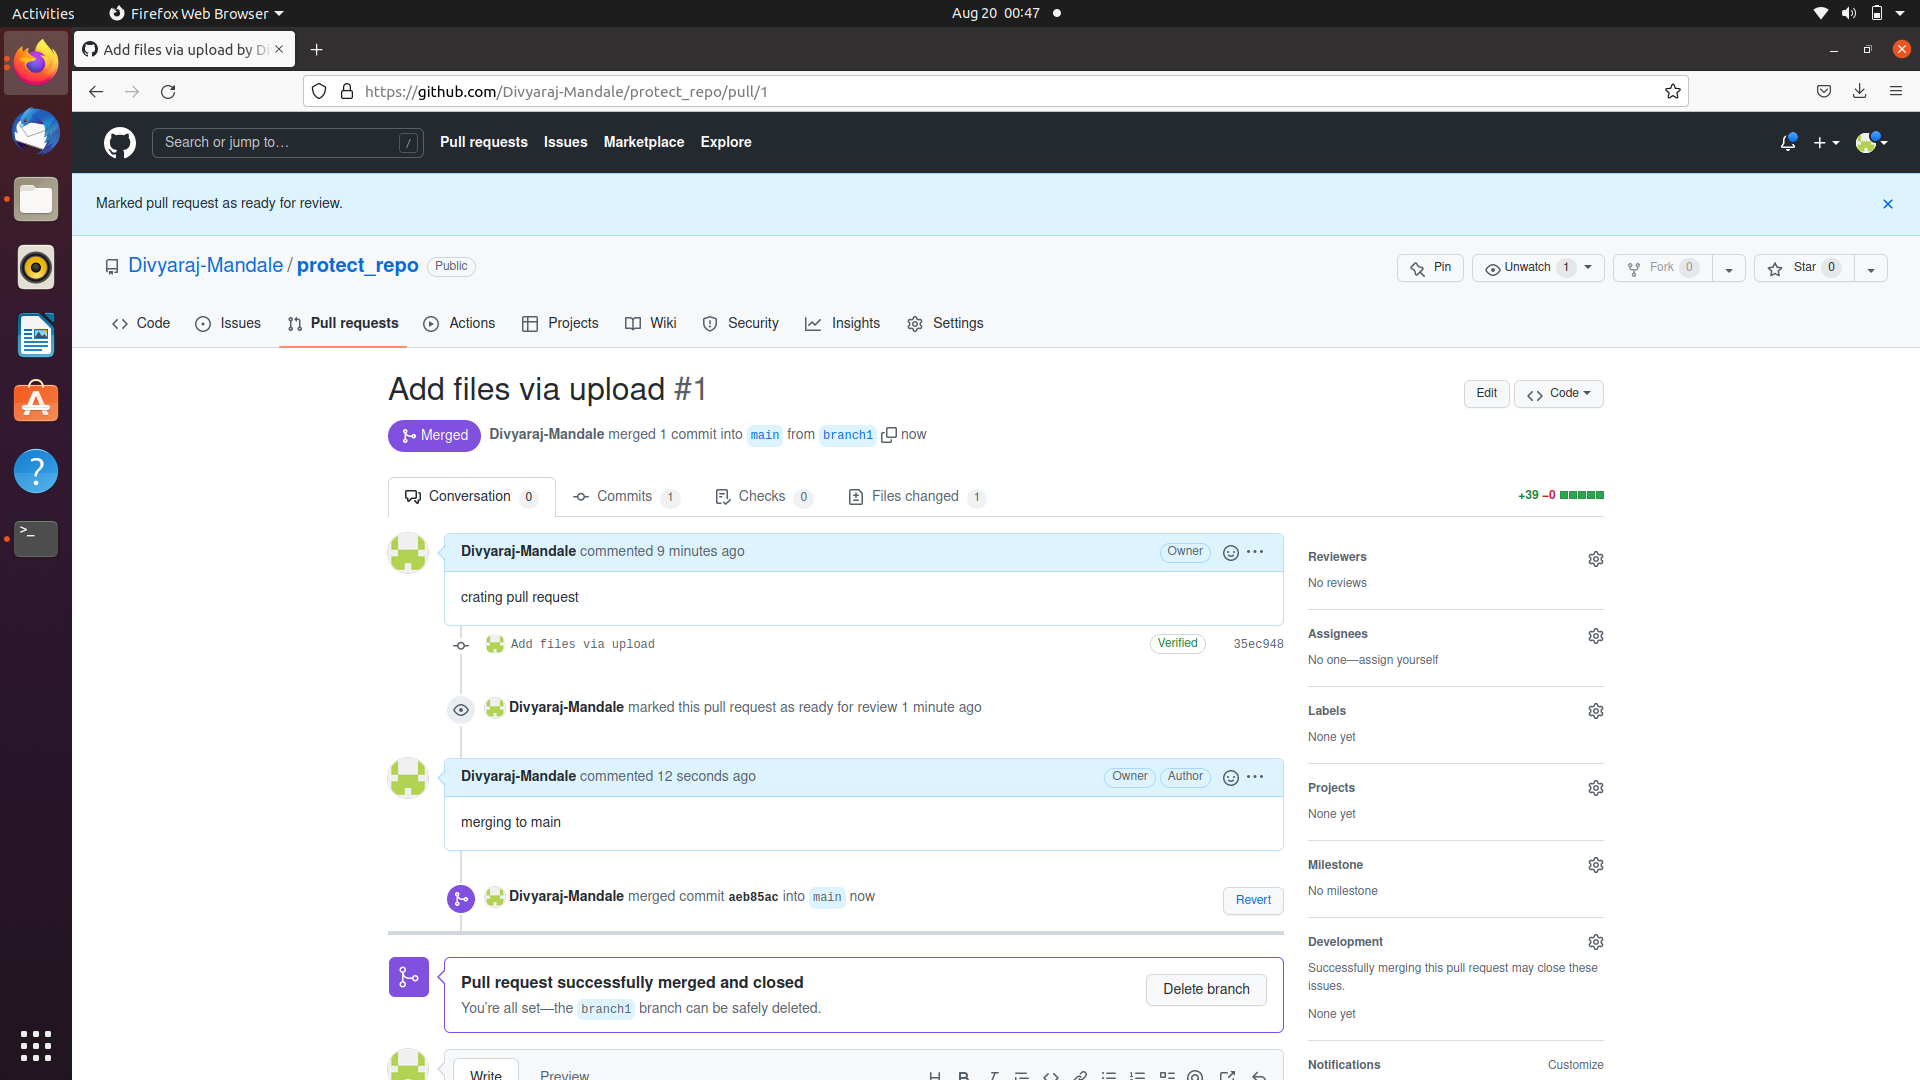 Activities Firefox Web Browser Aug 20 00:47
Add files via upload by Di
https://github.com/Divyaraj-Mandale/protect_repo/pull/1
Search or jump to… / Pull requests Issues Marketplace Explore
Marked pull request as ready for review.
Divyaraj-Mandale / protect_repo Public Pin Unwatch 1 Fork 0 Star 0
Code Issues Pull requests Actions Projects Wiki Security Insights Settings
Add files via upload #1 Edit Code
Merged Divyaraj-Mandale merged 1 commit into main from branch1 now
Conversation 0 Commits 1 Checks 0 Files changed 1 +39 −0
Divyaraj-Mandale commented 9 minutes ago Owner
crating pull request
Add files via upload Verified 35ec948
Divyaraj-Mandale marked this pull request as ready for review 1 minute ago
Divyaraj-Mandale commented 12 seconds ago Owner Author
merging to main
Divyaraj-Mandale merged commit aeb85ac into main now Revert
Pull request successfully merged and closed
You're all set—the branch1 branch can be safely deleted.
Delete branch
Write Preview
Reviewers
No reviews
Assignees
No one—assign yourself
Labels
None yet
Projects
None yet
Milestone
No milestone
Development
Successfully merging this pull request may close these
issues.
None yet
Notifications Customize